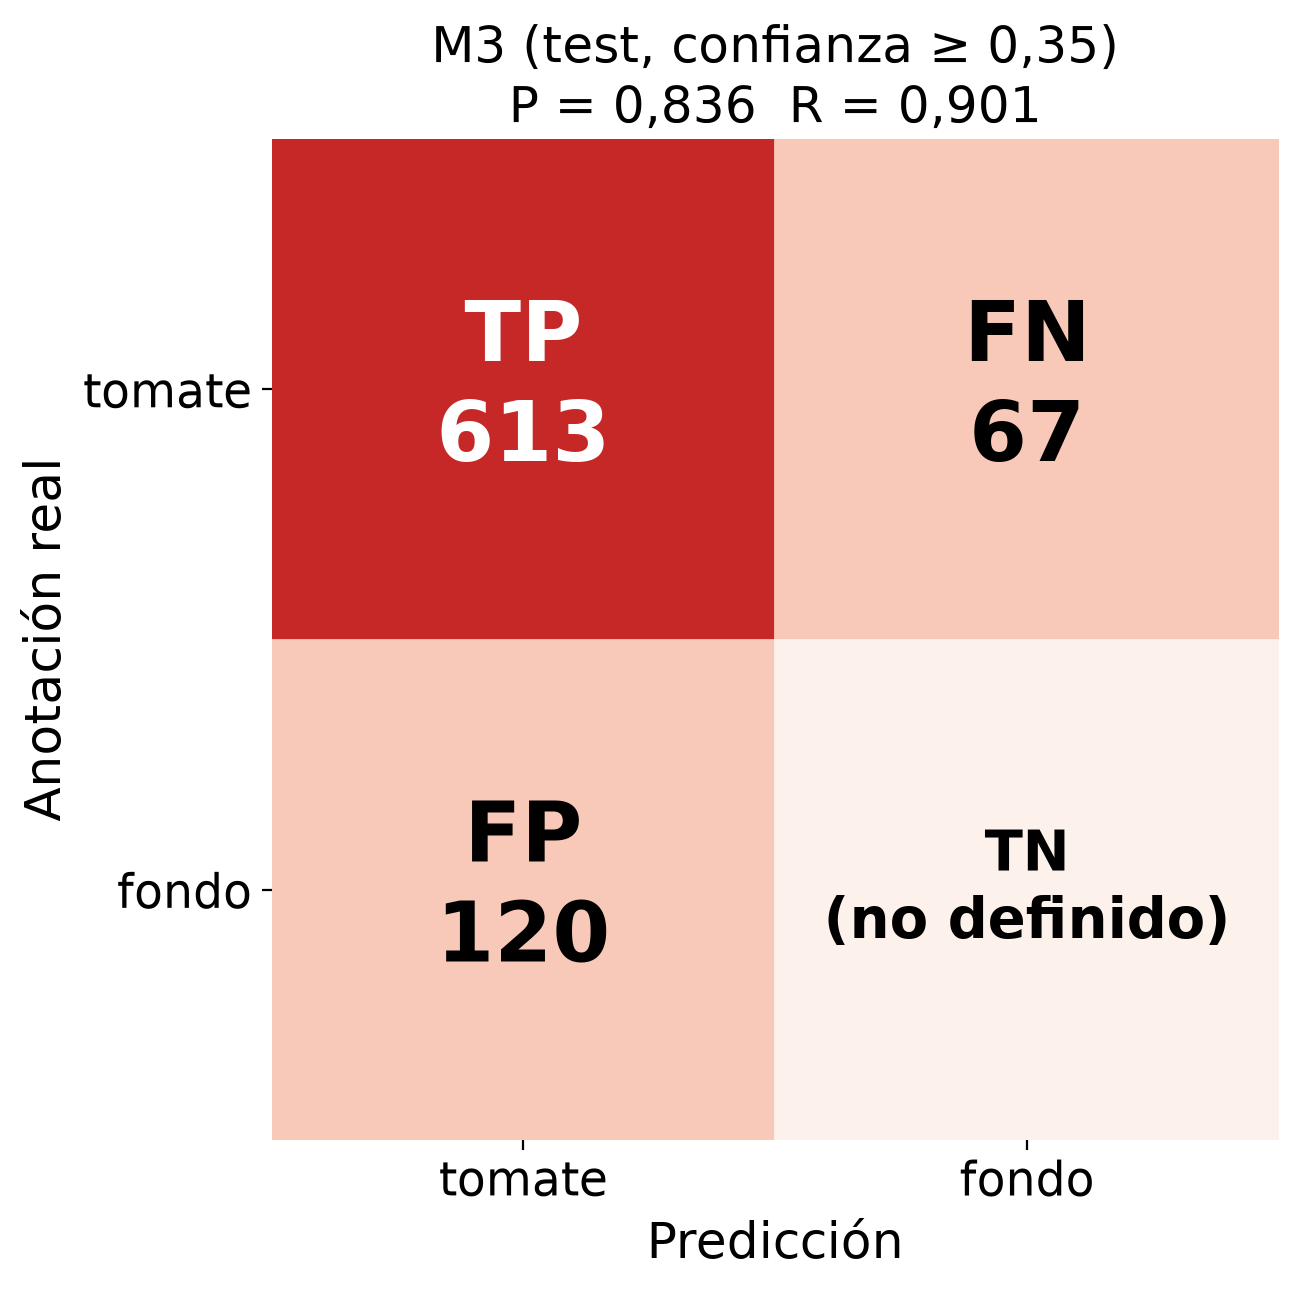 M3 (test, confianza ≥ 0,35)
P = 0,836  R = 0,901
TP
613
FN
67
tomate
Anotación real
FP
120
TN
(no definido)
fondo
tomate
fondo
Predicción